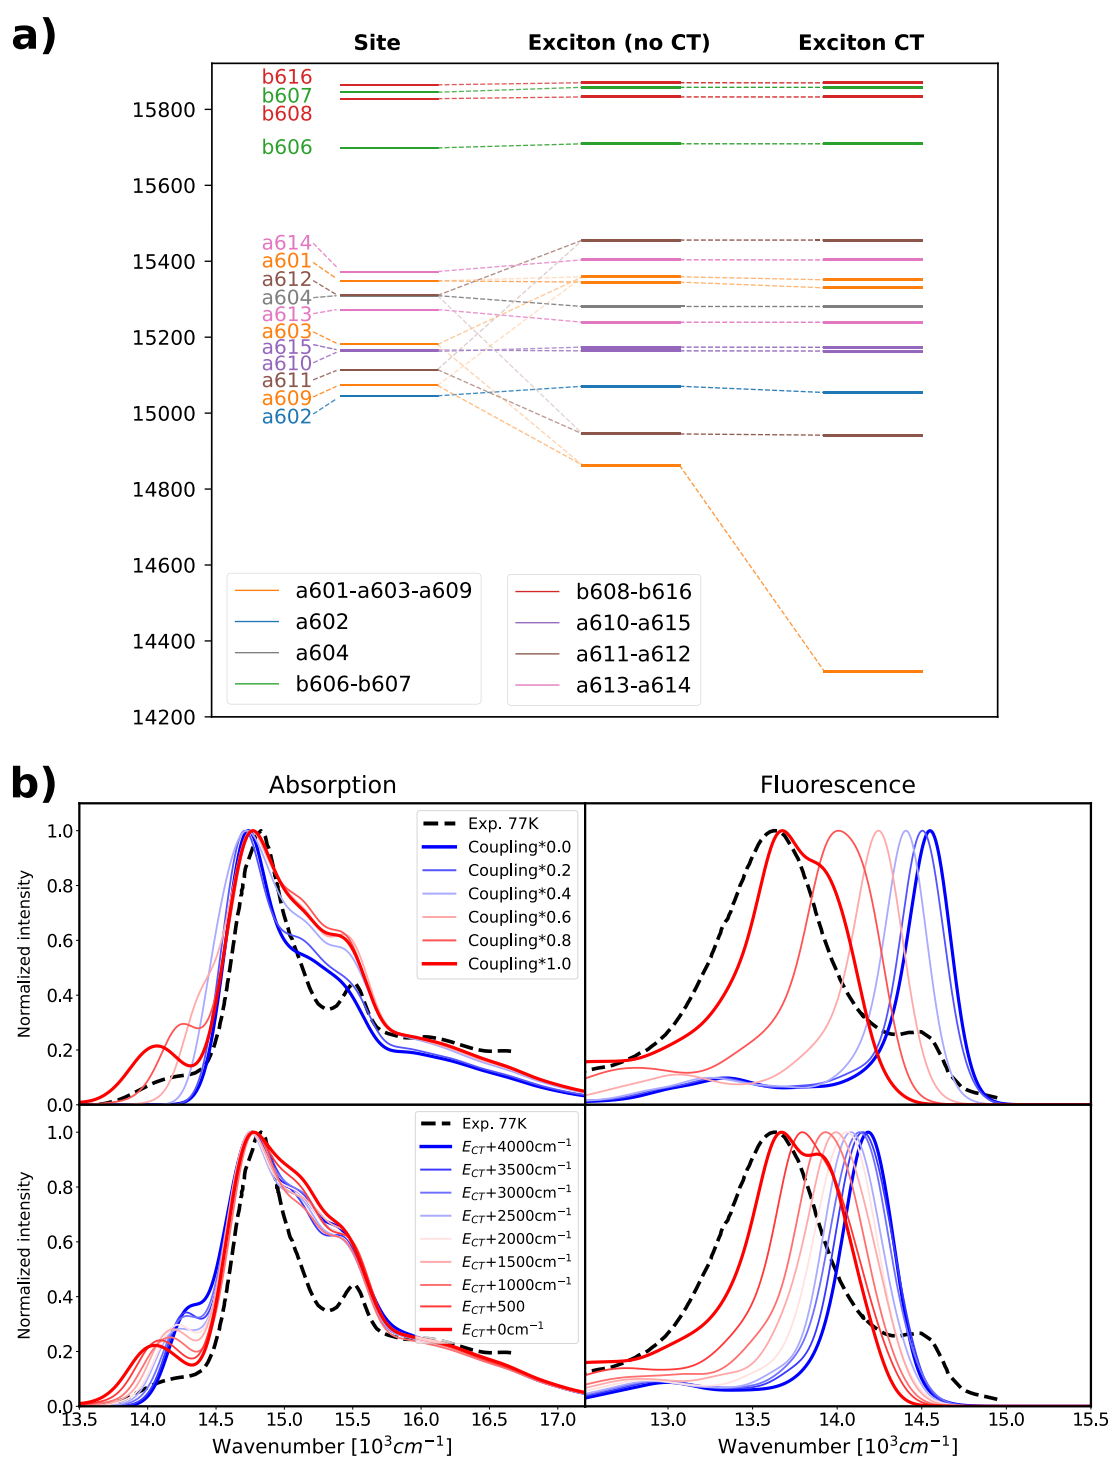 a)
Site Exciton (no CT) Exciton CT
15800
15600
15400
15200
15000
14800
14600
14400
14200
b616
b607
b608
b606
a614
a601
a612
a604
a613
a603
a615
a610
a611
a609
a602
a601-a603-a609
a602
a604
b606-b607
b608-b616
a610-a615
a611-a612
a613-a614
b)
Absorption Fluorescence
Normalized intensity
1.0
0.8
0.6
0.4
0.2
0.0
Exp. 77K
Coupling*0.0
Coupling*0.2
Coupling*0.4
Coupling*0.6
Coupling*0.8
Coupling*1.0
Normalized intensity
1.0
0.8
0.6
0.4
0.2
0.0
Exp. 77K
E_CT+4000cm⁻¹
E_CT+3500cm⁻¹
E_CT+3000cm⁻¹
E_CT+2500cm⁻¹
E_CT+2000cm⁻¹
E_CT+1500cm⁻¹
E_CT+1000cm⁻¹
E_CT+500
E_CT+0cm⁻¹
13.5 14.0 14.5 15.0 15.5 16.0 16.5 17.0 13.0 13.5 14.0 14.5 15.0 15.5
Wavenumber [10³cm⁻¹] Wavenumber [10³cm⁻¹]